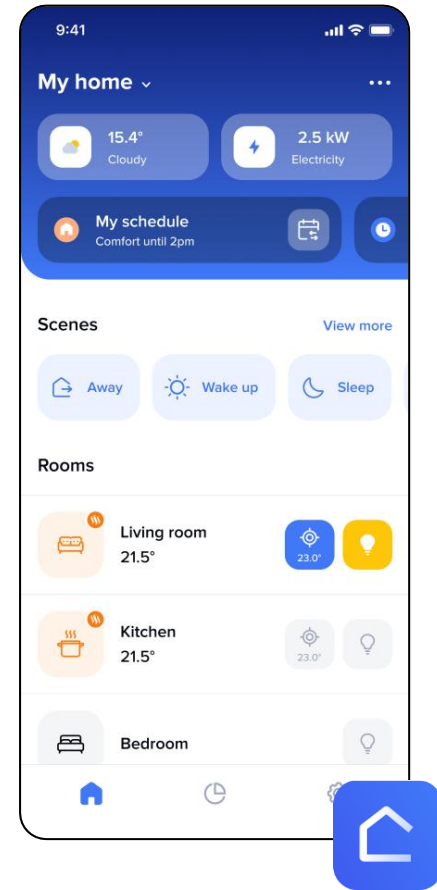 9:41
My home
15.4°
Cloudy
2.5 kW
Electricity
My schedule
Comfort until 2pm
Scenes
View more
Away
Wake up
Sleep
Rooms
Living room
21.5°
23.0°
Kitchen
21.5°
23.0°
Bedroom